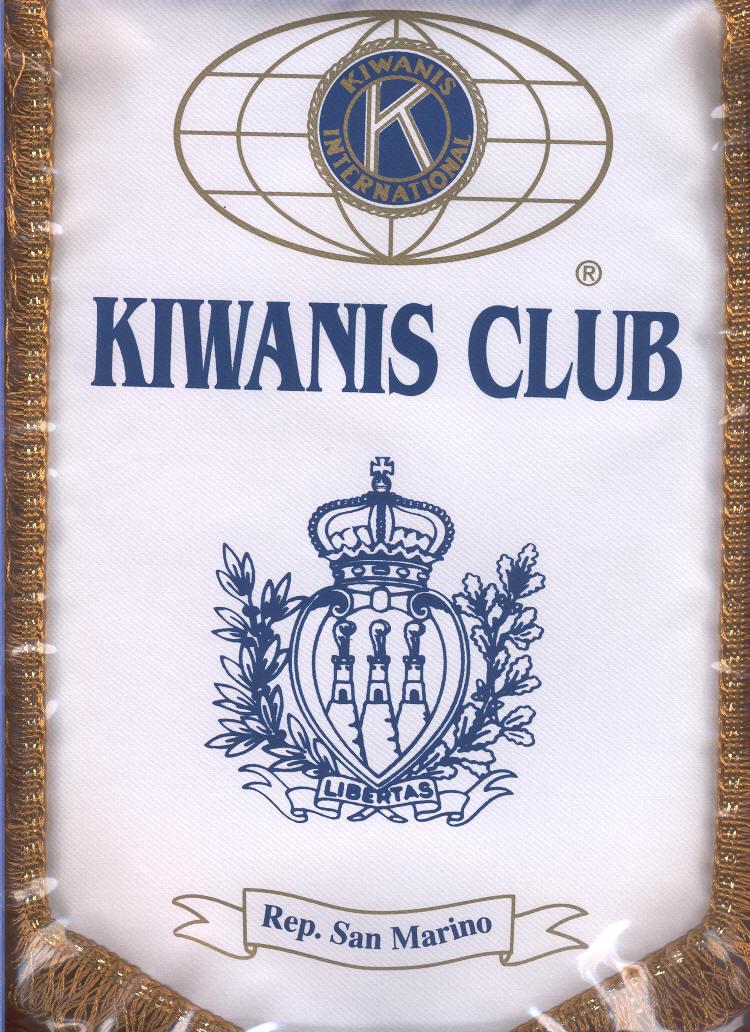 KIWANIS
K
INTERNATIONAL
®
KIWANIS CLUB
LIBERTAS
Rep. San Marino